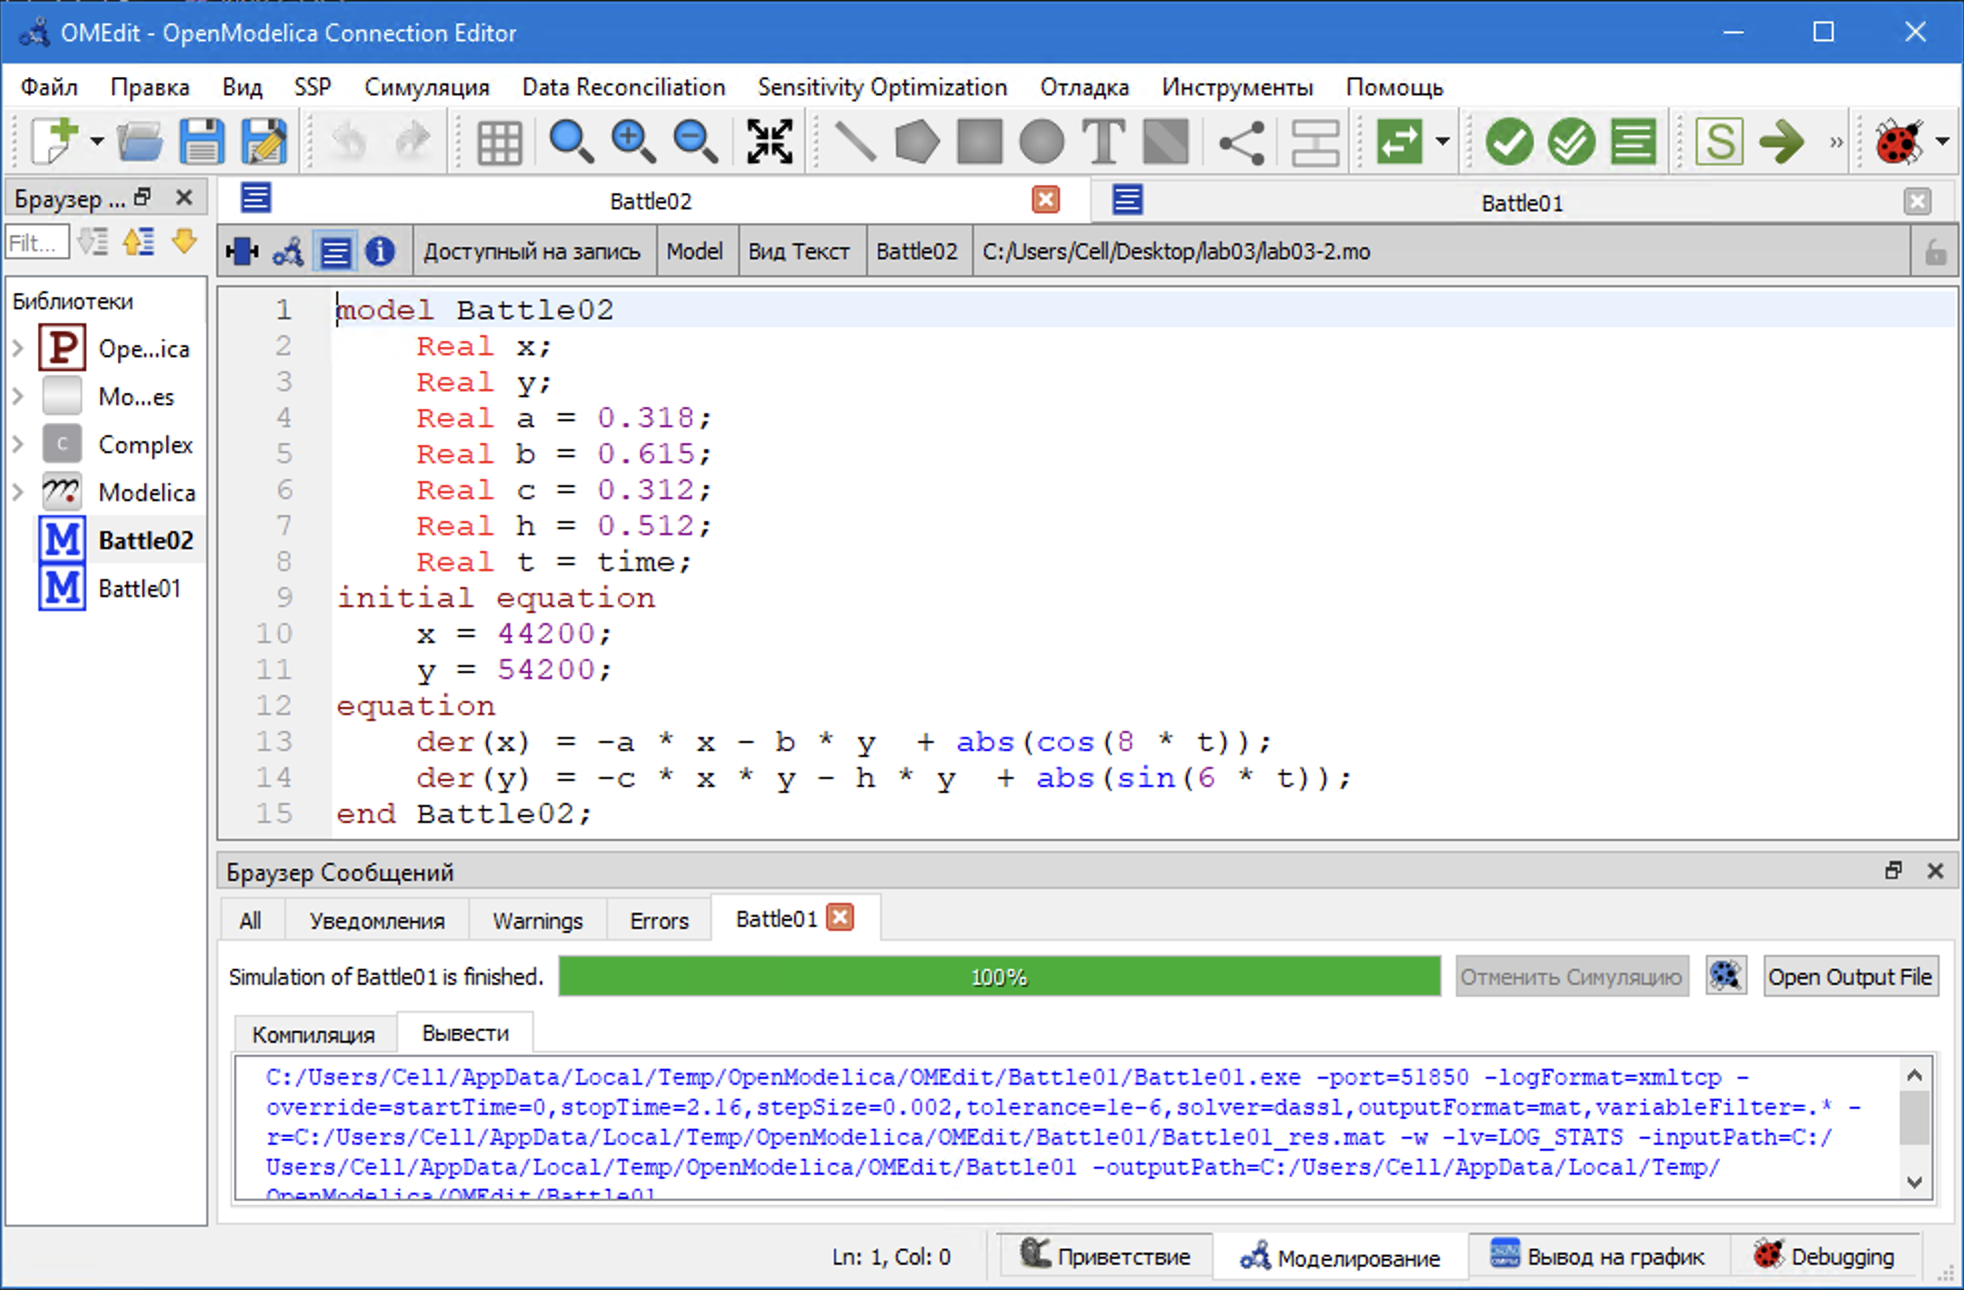 OMEdit - OpenModelica Connection Editor
Файл Правка Вид SSP Симуляция Data Reconciliation Sensitivity Optimization Отладка Инструменты Помощь
T S »
Браузер ...
Filt...
Библиотеки
P Ope...ica
Mo...es
C Complex
Modelica
M Battle02
M Battle01
Battle02 Battle01
Доступный на запись Model Вид Текст Battle02 C:/Users/Cell/Desktop/lab03/lab03-2.mo
1 model Battle02
2 Real x;
3 Real y;
4 Real a = 0.318;
5 Real b = 0.615;
6 Real c = 0.312;
7 Real h = 0.512;
8 Real t = time;
9 initial equation
10 x = 44200;
11 y = 54200;
12 equation
13 der(x) = -a * x - b * y  + abs(cos(8 * t));
14 der(y) = -c * x * y - h * y  + abs(sin(6 * t));
15 end Battle02;
Браузер Сообщений
All Уведомления Warnings Errors Battle01
Simulation of Battle01 is finished. 100% Отменить Симуляцию Open Output File
Компиляция Вывести
C:/Users/Cell/AppData/Local/Temp/OpenModelica/OMEdit/Battle01/Battle01.exe -port=51850 -logFormat=xmltcp -
override=startTime=0,stopTime=2.16,stepSize=0.002,tolerance=1e-6,solver=dassl,outputFormat=mat,variableFilter=.* -
r=C:/Users/Cell/AppData/Local/Temp/OpenModelica/OMEdit/Battle01/Battle01_res.mat -w -lv=LOG_STATS -inputPath=C:/
Users/Cell/AppData/Local/Temp/OpenModelica/OMEdit/Battle01 -outputPath=C:/Users/Cell/AppData/Local/Temp/
OpenModelica/OMEdit/Battle01
Ln: 1, Col: 0 Приветствие Моделирование Вывод на график Debugging